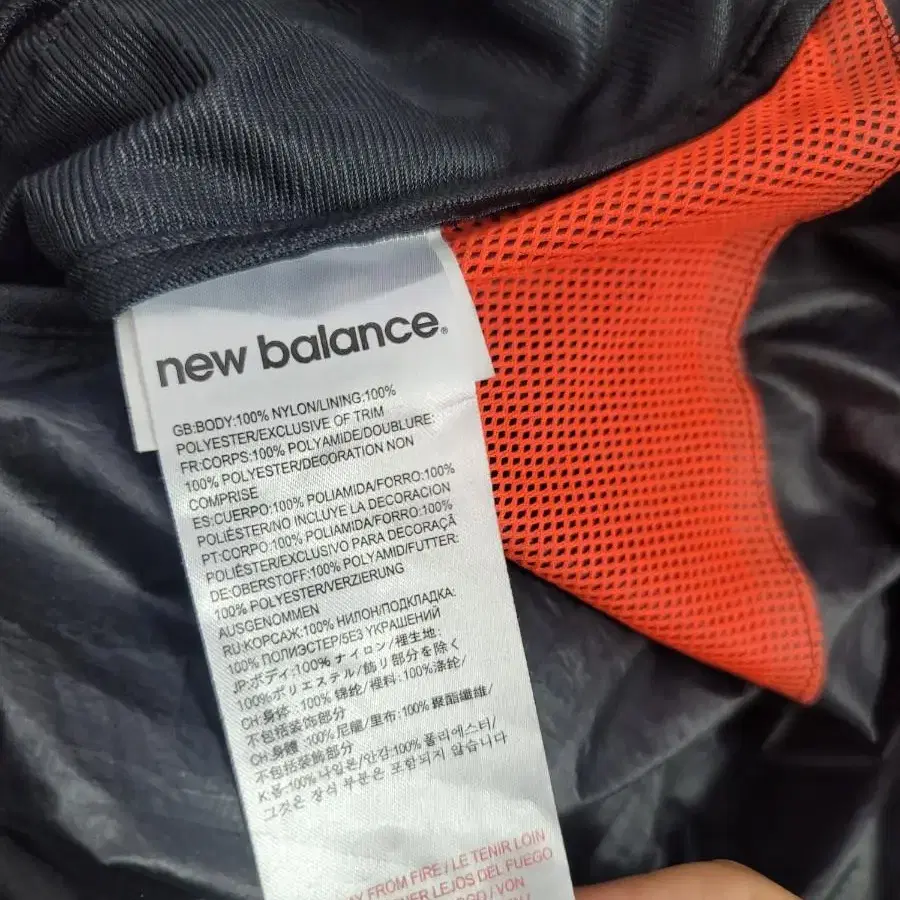 new balance®
GB:BODY:100% NYLON/LINING:100%
POLYESTER/EXCLUSIVE OF TRIM
FR:CORPS:100% POLYAMIDE/DOUBLURE:
100% POLYESTER/DECORATION NON
COMPRISE
ES:CUERPO:100% POLIAMIDA/FORRO:100%
POLIÉSTER/NO INCLUYE LA DECORACION
PT:CORPO:100% POLIAMIDA/FORRO:100%
POLIÉSTER/EXCLUSIVO PARA DECORAÇÃ
DE:OBERSTOFF:100% POLYAMID/FUTTER:
100% POLYESTER/VERZIERUNG
AUSGENOMMEN
RU:КОРСАЖ:100% НИЛОН/ПОДКЛАДКА:
100% ПОЛИЭСТЕР/БЕЗ УКРАШЕНИЙ
JP:ボディ:100% ナイロン/裡生地:
100%ポリエステル/飾り部分を除く
CH:身体:100% 锦纶/裡料:100%涤纶/
不包括装饰部分
CH:身體:100%尼龍/里布:100%聚酯纖维/
不包括装飾部分
K:몸:100%나일론/안감:100% 폴리에스터/
그것은 장식 부분은 포함되지 않습니다
FROM FIRE / LE TENIR LOIN
LEJOS DEL FUEGO
/ VON